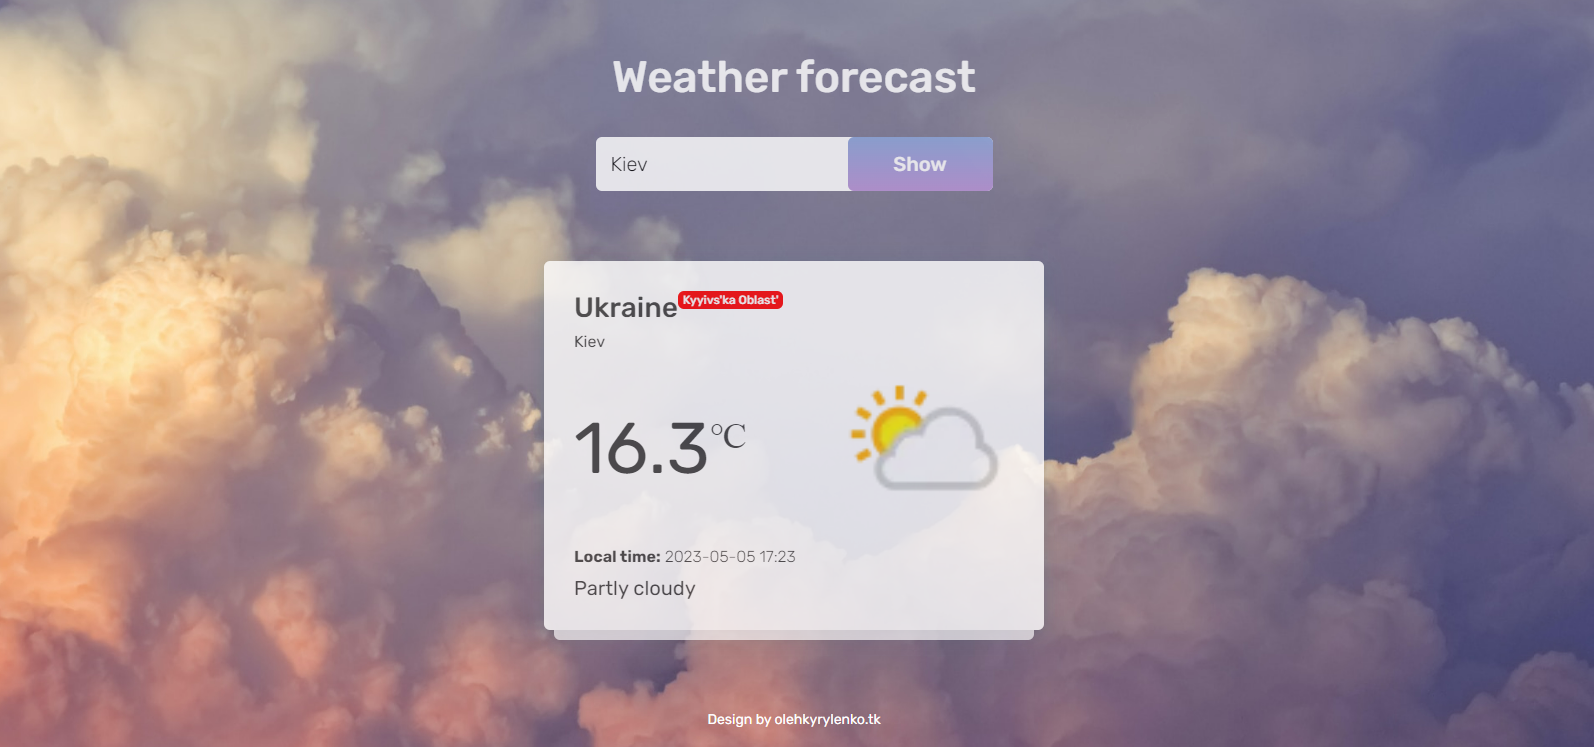 Weather forecast
Kiev
Show
Ukraine Kyyivs'ka Oblast'
Kiev
16.3°C
Local time: 2023-05-05 17:23
Partly cloudy
Design by olehkyrylenko.tk